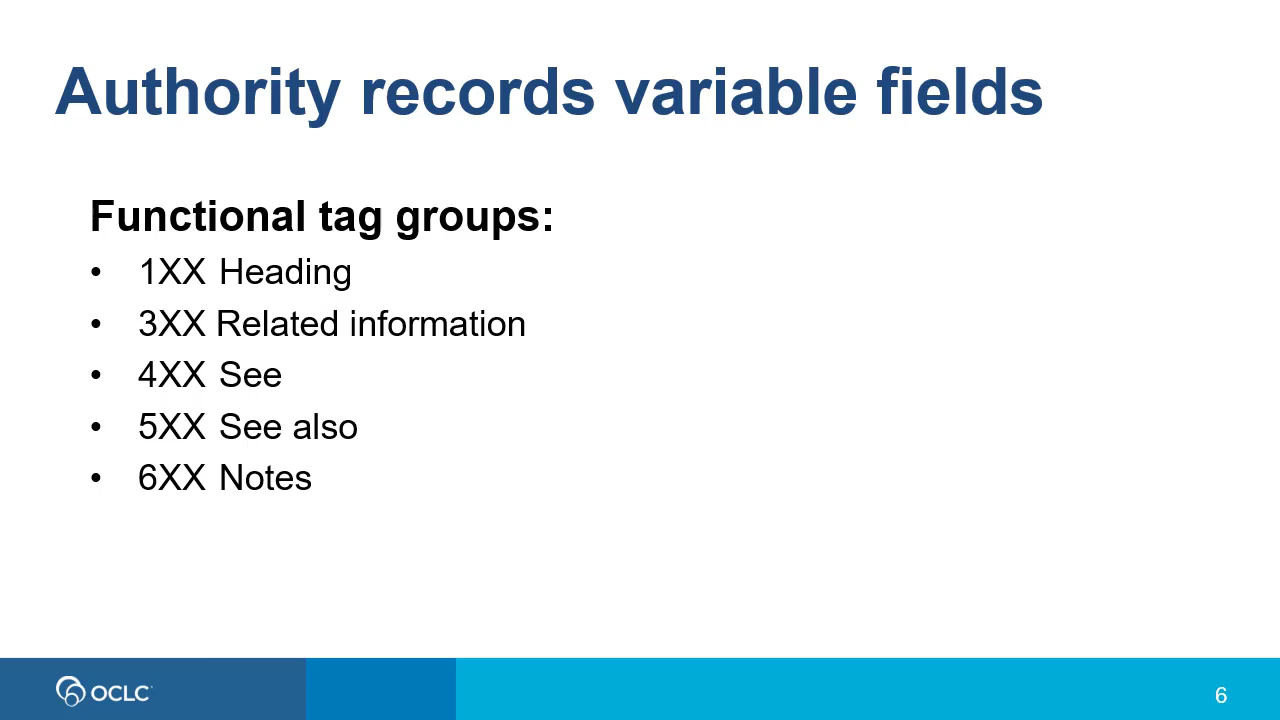 Authority records variable fields
Functional tag groups:
• 1XX Heading
• 3XX Related information
• 4XX See
• 5XX See also
• 6XX Notes
OCLC
6